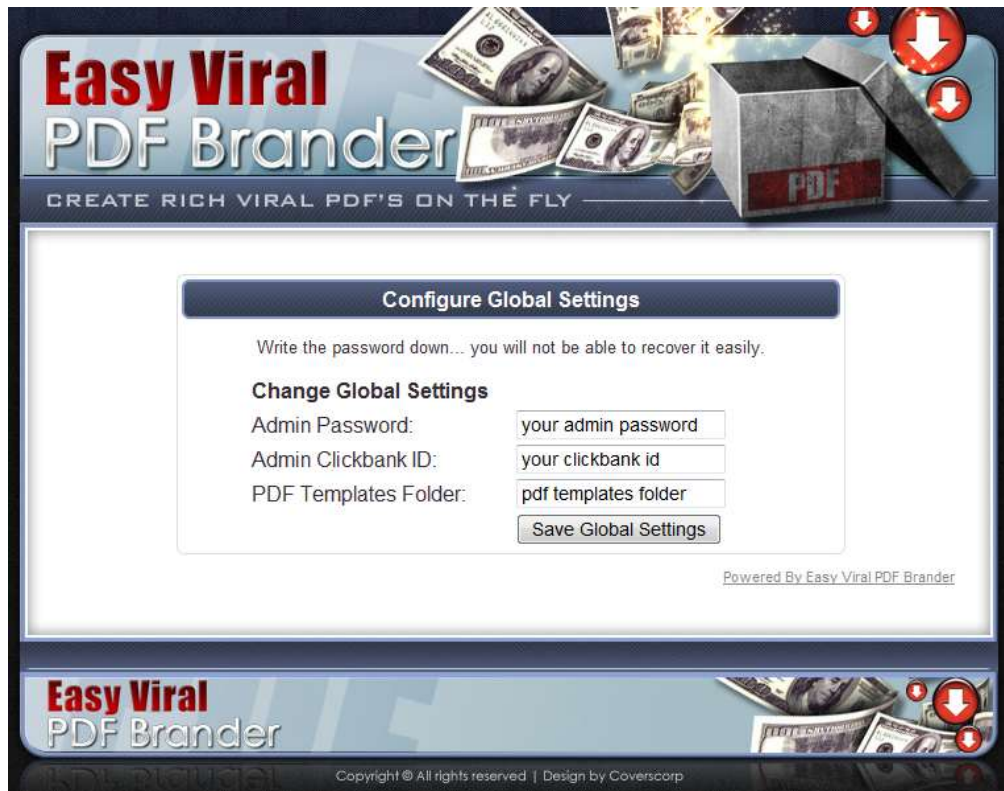 Easy Viral
PDF Brander
PDF
CREATE RICH VIRAL PDF'S ON THE FLY
Configure Global Settings
Write the password down... you will not be able to recover it easily.
Change Global Settings
Admin Password: your admin password
Admin Clickbank ID: your clickbank id
PDF Templates Folder: pdf templates folder
Save Global Settings
Powered By Easy Viral PDF Brander
Easy Viral
PDF Brander
Copyright © All rights reserved | Design by Coverscorp